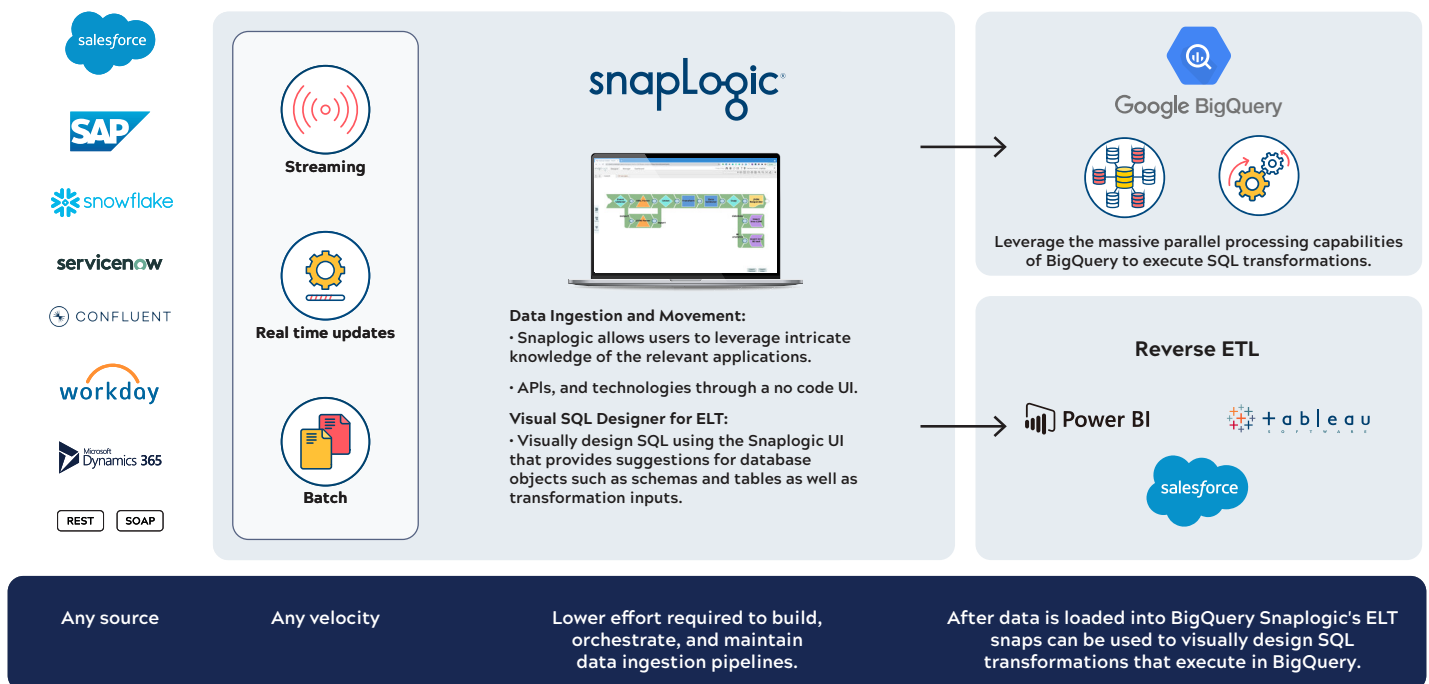 salesforce
SAP
snowflake
servicenow
CONFLUENT
workday
Microsoft
Dynamics 365
REST
SOAP
Streaming
Real time updates
Batch
snapLogic®
Data Ingestion and Movement:
• Snaplogic allows users to leverage intricate
knowledge of the relevant applications.
• APIs, and technologies through a no code UI.
Visual SQL Designer for ELT:
• Visually design SQL using the Snaplogic UI
that provides suggestions for database
objects such as schemas and tables as well as
transformation inputs.
Google BigQuery
Leverage the massive parallel processing capabilities
of BigQuery to execute SQL transformations.
Reverse ETL
Power BI
tableau
SOFTWARE
salesforce
Any source
Any velocity
Lower effort required to build,
orchestrate, and maintain
data ingestion pipelines.
After data is loaded into BigQuery Snaplogic's ELT
snaps can be used to visually design SQL
transformations that execute in BigQuery.